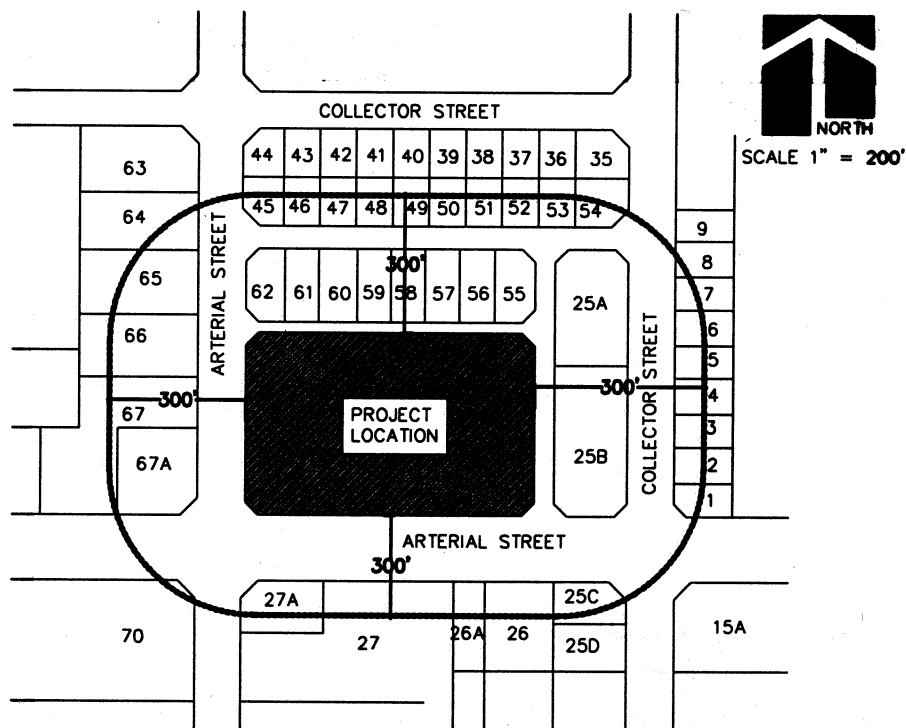 NORTH
SCALE 1" = 200'
COLLECTOR STREET
44 43 42 41 40 39 38 37 36 35
45 46 47 48 49 50 51 52 53 54
63
64
65
66
67
67A
ARTERIAL STREET
300'
62 61 60 59 58 57 56 55
25A
25B
9
8
7
6
5
4
3
2
1
COLLECTOR STREET
300'
300'
PROJECT
LOCATION
ARTERIAL STREET
300'
27A
25C
70
27
26A
26
25D
15A